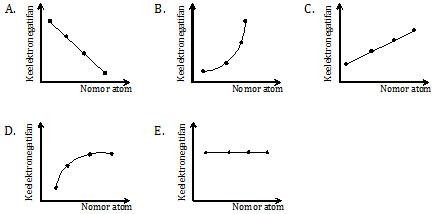 A.
Keelektronegatifan
Nomor atom
B.
Keelektronegatifan
Nomor atom
C.
Keelektronegatifan
Nomor atom
D.
Keelektronegatifan
Nomor atom
E.
Keelektronegatifan
Nomor atom